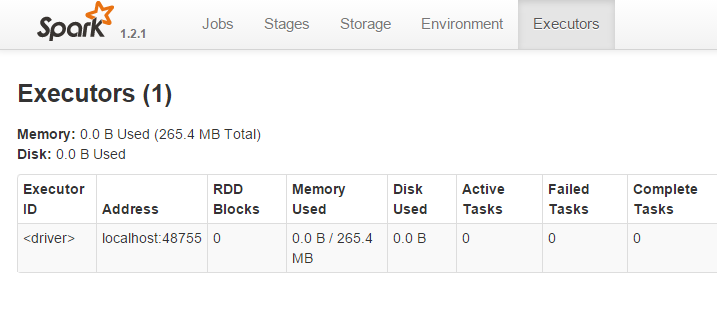 Spark 1.2.1 Jobs Stages Storage Environment Executors
Executors (1)
Memory: 0.0 B Used (265.4 MB Total)
Disk: 0.0 B Used
Executor ID Address RDD Blocks Memory Used Disk Used Active Tasks Failed Tasks Complete Tasks
<driver> localhost:48755 0 0.0 B / 265.4 MB 0.0 B 0 0 0